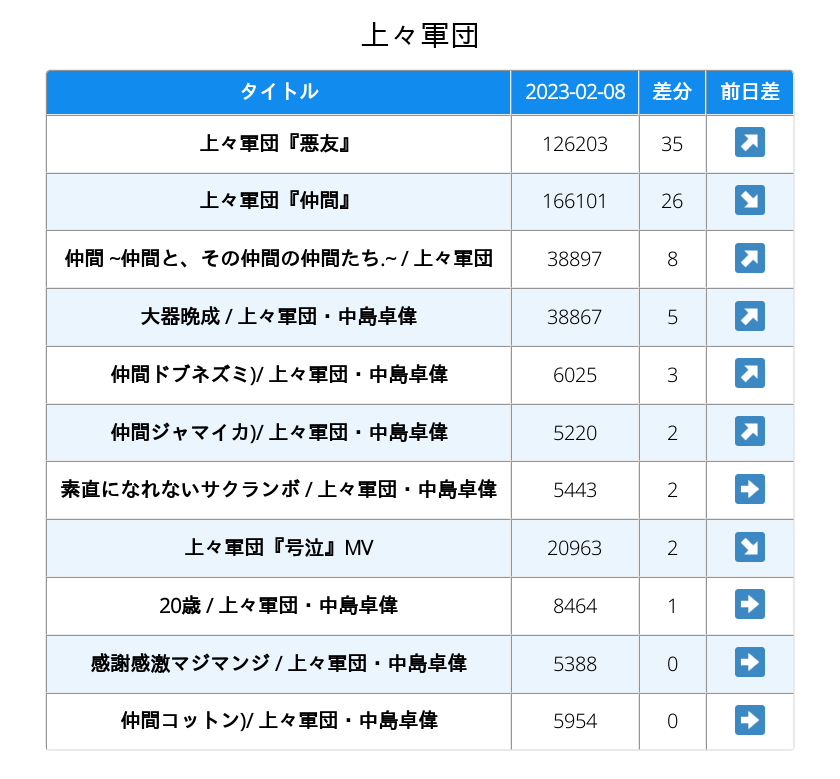 上々軍団
タイトル 2023-02-08 差分 前日差
上々軍団『悪友』 126203 35 ↗
上々軍団『仲間』 166101 26 ↘
仲間 ~仲間と、その仲間の仲間たち.~ / 上々軍団 38897 8 ↗
大器晩成 / 上々軍団・中島卓偉 38867 5 ↗
仲間ドブネズミ)/ 上々軍団・中島卓偉 6025 3 ↗
仲間ジャマイカ)/ 上々軍団・中島卓偉 5220 2 ↗
素直になれないサクランボ / 上々軍団・中島卓偉 5443 2 ➡
上々軍団『号泣』MV 20963 2 ↘
20歳 / 上々軍団・中島卓偉 8464 1 ➡
感謝感激マジマンジ / 上々軍団・中島卓偉 5388 0 ➡
仲間コットン)/ 上々軍団・中島卓偉 5954 0 ➡